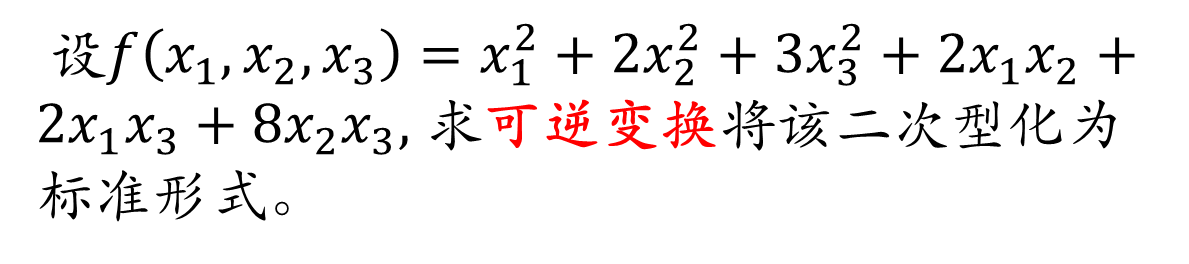 设f(x₁, x₂, x₃) = x₁² + 2x₂² + 3x₃² + 2x₁x₂ +
2x₁x₃ + 8x₂x₃, 求可逆变换将该二次型化为
标准形式。